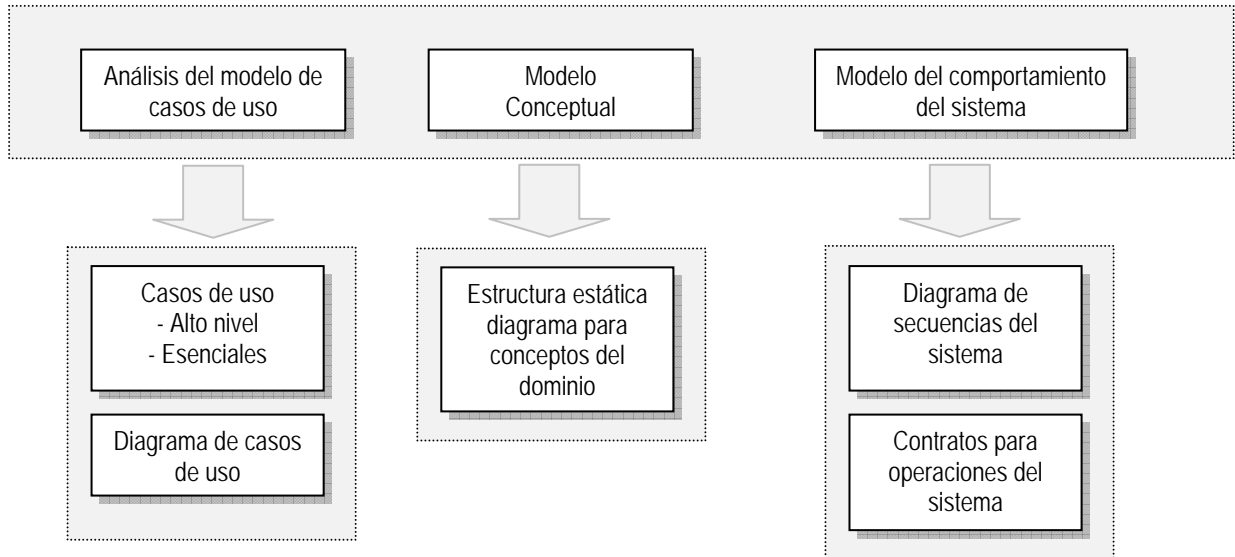 Análisis del modelo de
casos de uso
Modelo
Conceptual
Modelo del comportamiento
del sistema
Casos de uso
- Alto nivel
- Esenciales
Diagrama de casos
de uso
Estructura estática
diagrama para
conceptos del
dominio
Diagrama de
secuencias del
sistema
Contratos para
operaciones del
sistema